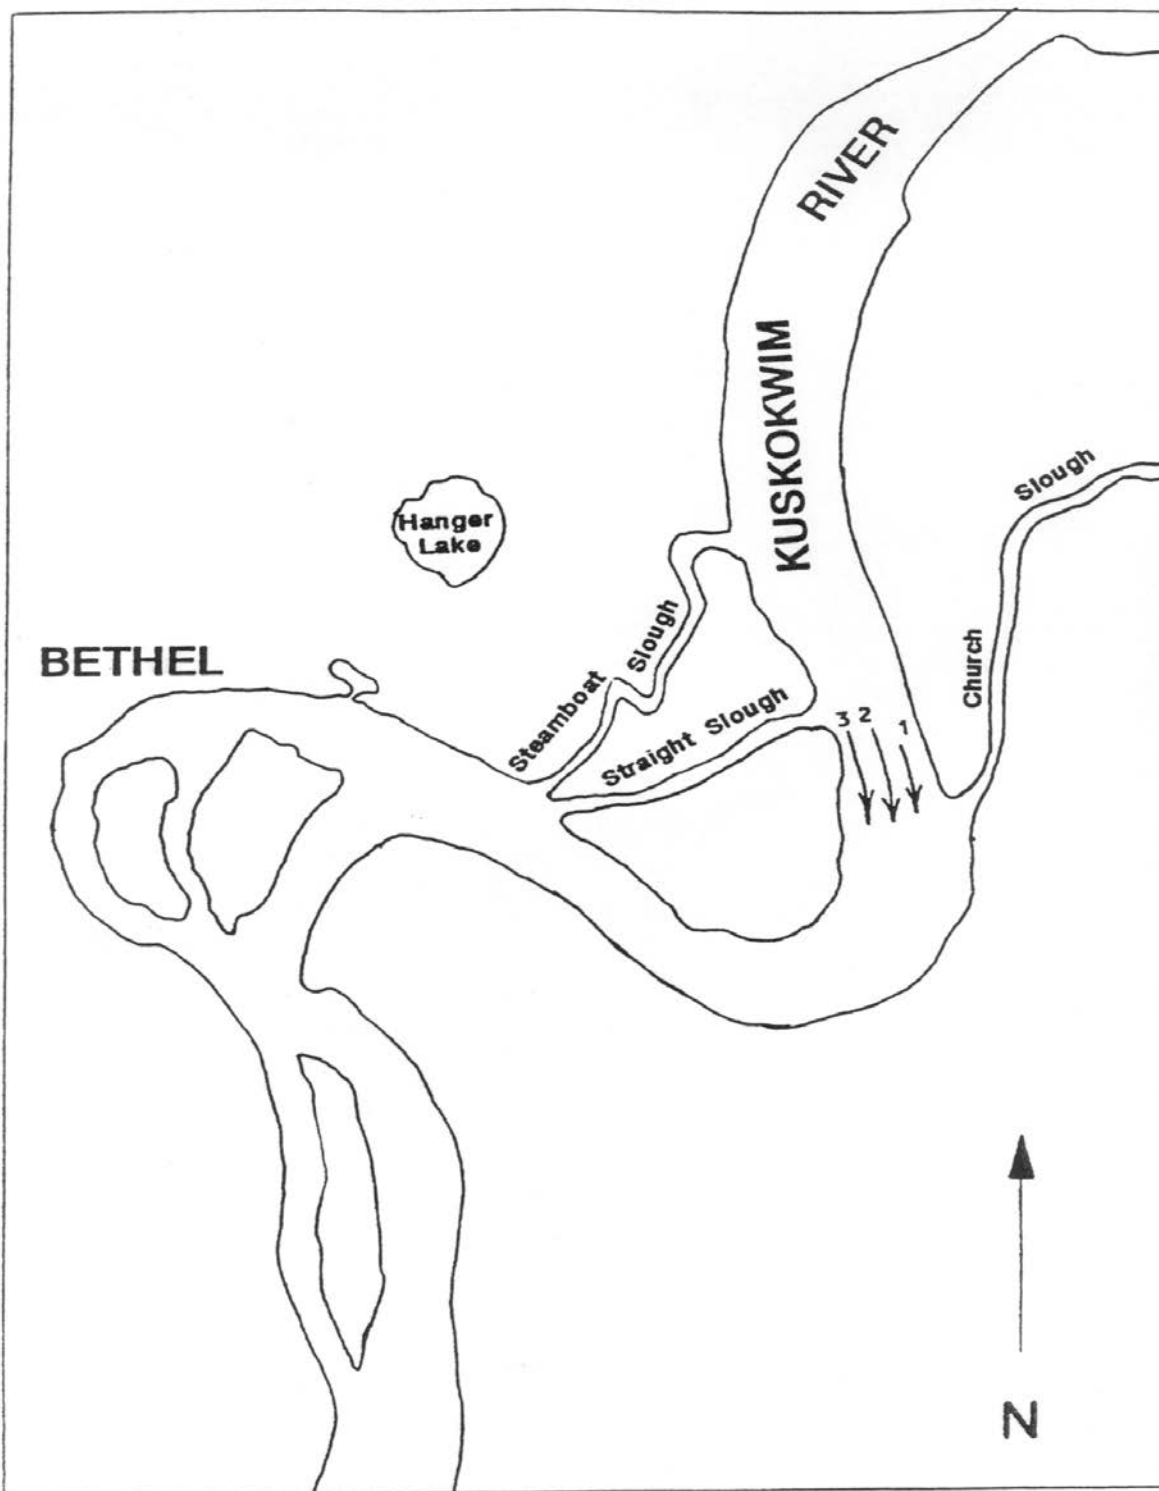 RIVER
KUSKOKWIM
Slough
Hanger
Lake
BETHEL
Steamboat Slough
Church
Straight Slough
3 2 1
N